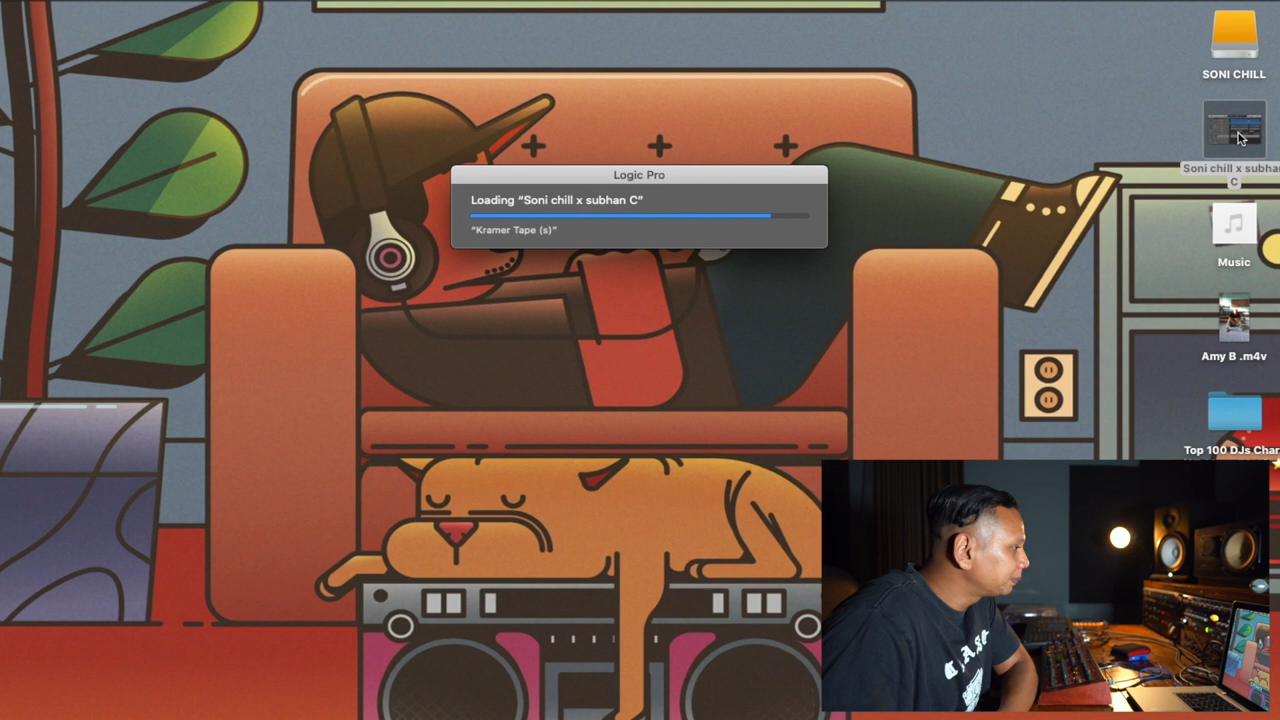 SONI CHILL
Logic Pro
Soni chill x subhan
C
Loading “Soni chill x subhan C”
“Kramer Tape (s)”
Music
Amy B .m4v
Top 100 DJs Char